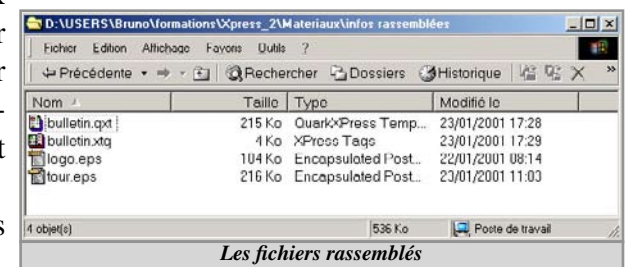 D:\USERS\Bruno\formations\Xpress_2\Materiaux\infos rassemblées
Fichier Edition Affichage Favoris Outils ?
Précédente Rechercher Dossiers Historique »
Nom Taille Type Modifié le
bulletin.qxt 215 Ko QuarkXPress Temp... 23/01/2001 17:28
bulletin.xtg 4 Ko XPress Tags 23/01/2001 17:29
logo.eps 104 Ko Encapsulated Post... 22/01/2001 08:14
tour.eps 216 Ko Encapsulated Post... 23/01/2001 11:03
4 objet(s) 536 Ko Poste de travail
Les fichiers rassemblés